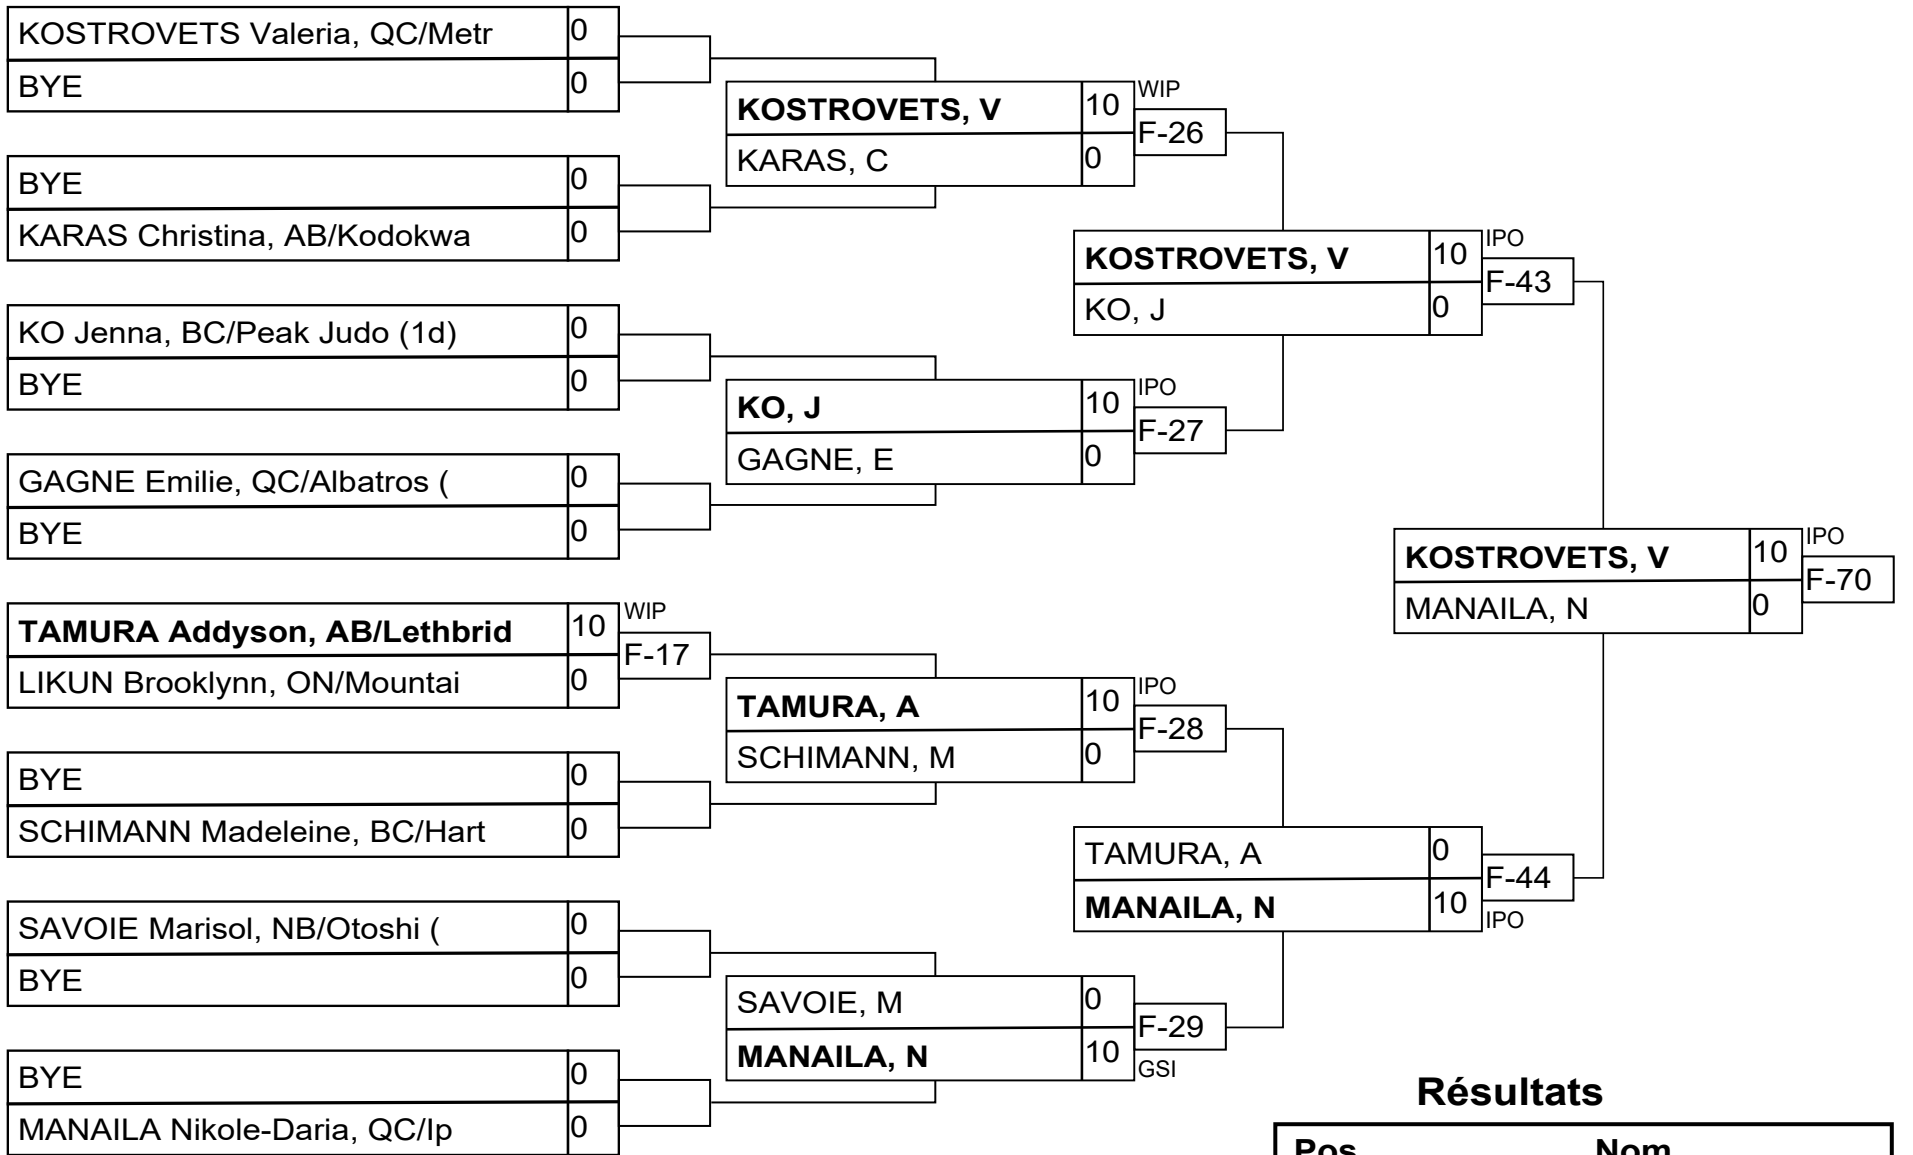 KOSTROVETS Valeria, QC/Metr 0
BYE 0
BYE 0
KARAS Christina, AB/Kodokwa 0
KO Jenna, BC/Peak Judo (1d) 0
BYE 0
GAGNE Emilie, QC/Albatros ( 0
BYE 0
TAMURA Addyson, AB/Lethbrid 10 WIP
F-17
LIKUN Brooklynn, ON/Mountai 0
BYE 0
SCHIMANN Madeleine, BC/Hart 0
SAVOIE Marisol, NB/Otoshi ( 0
BYE 0
BYE 0
MANAILA Nikole-Daria, QC/Ip 0
KOSTROVETS, V 10 WIP
F-26
KARAS, C 0
KO, J 10 IPO
F-27
GAGNE, E 0
TAMURA, A 10 IPO
F-28
SCHIMANN, M 0
SAVOIE, M 0
F-29
MANAILA, N 10 GSI
KOSTROVETS, V 10 IPO
F-43
KO, J 0
TAMURA, A 0
F-44
MANAILA, N 10 IPO
KOSTROVETS, V 10 IPO
F-70
MANAILA, N 0
Résultats
Pos Nom